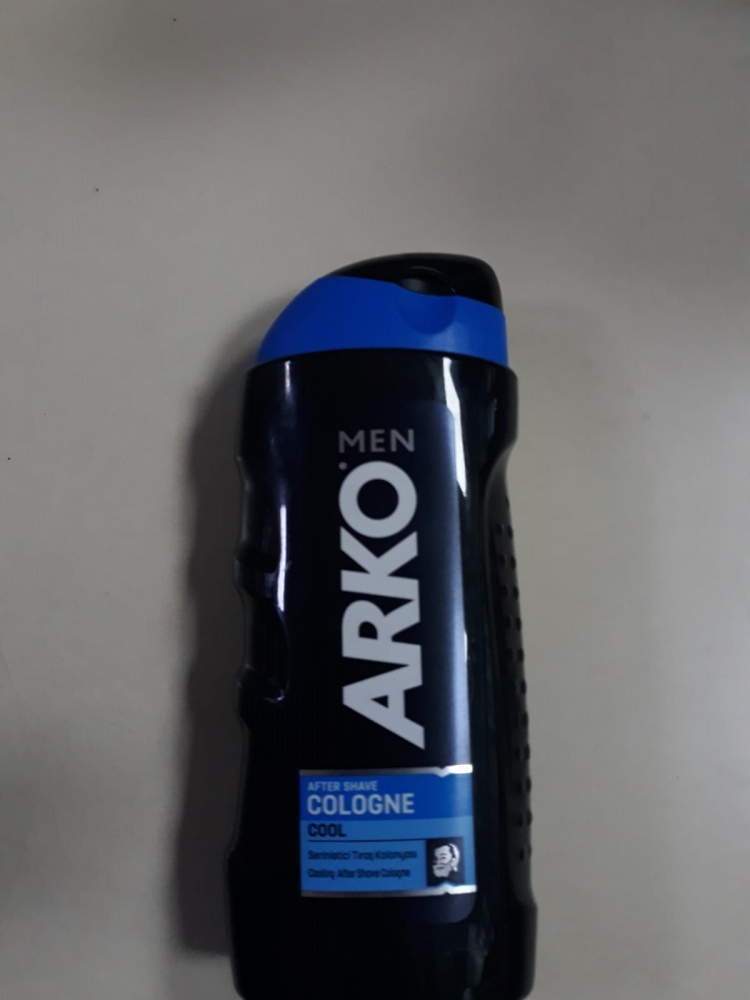 MEN
ARKO
AFTER SHAVE
COLOGNE
COOL
Serinletici Tıraş Kolonyası
Cooling After Shave Cologne